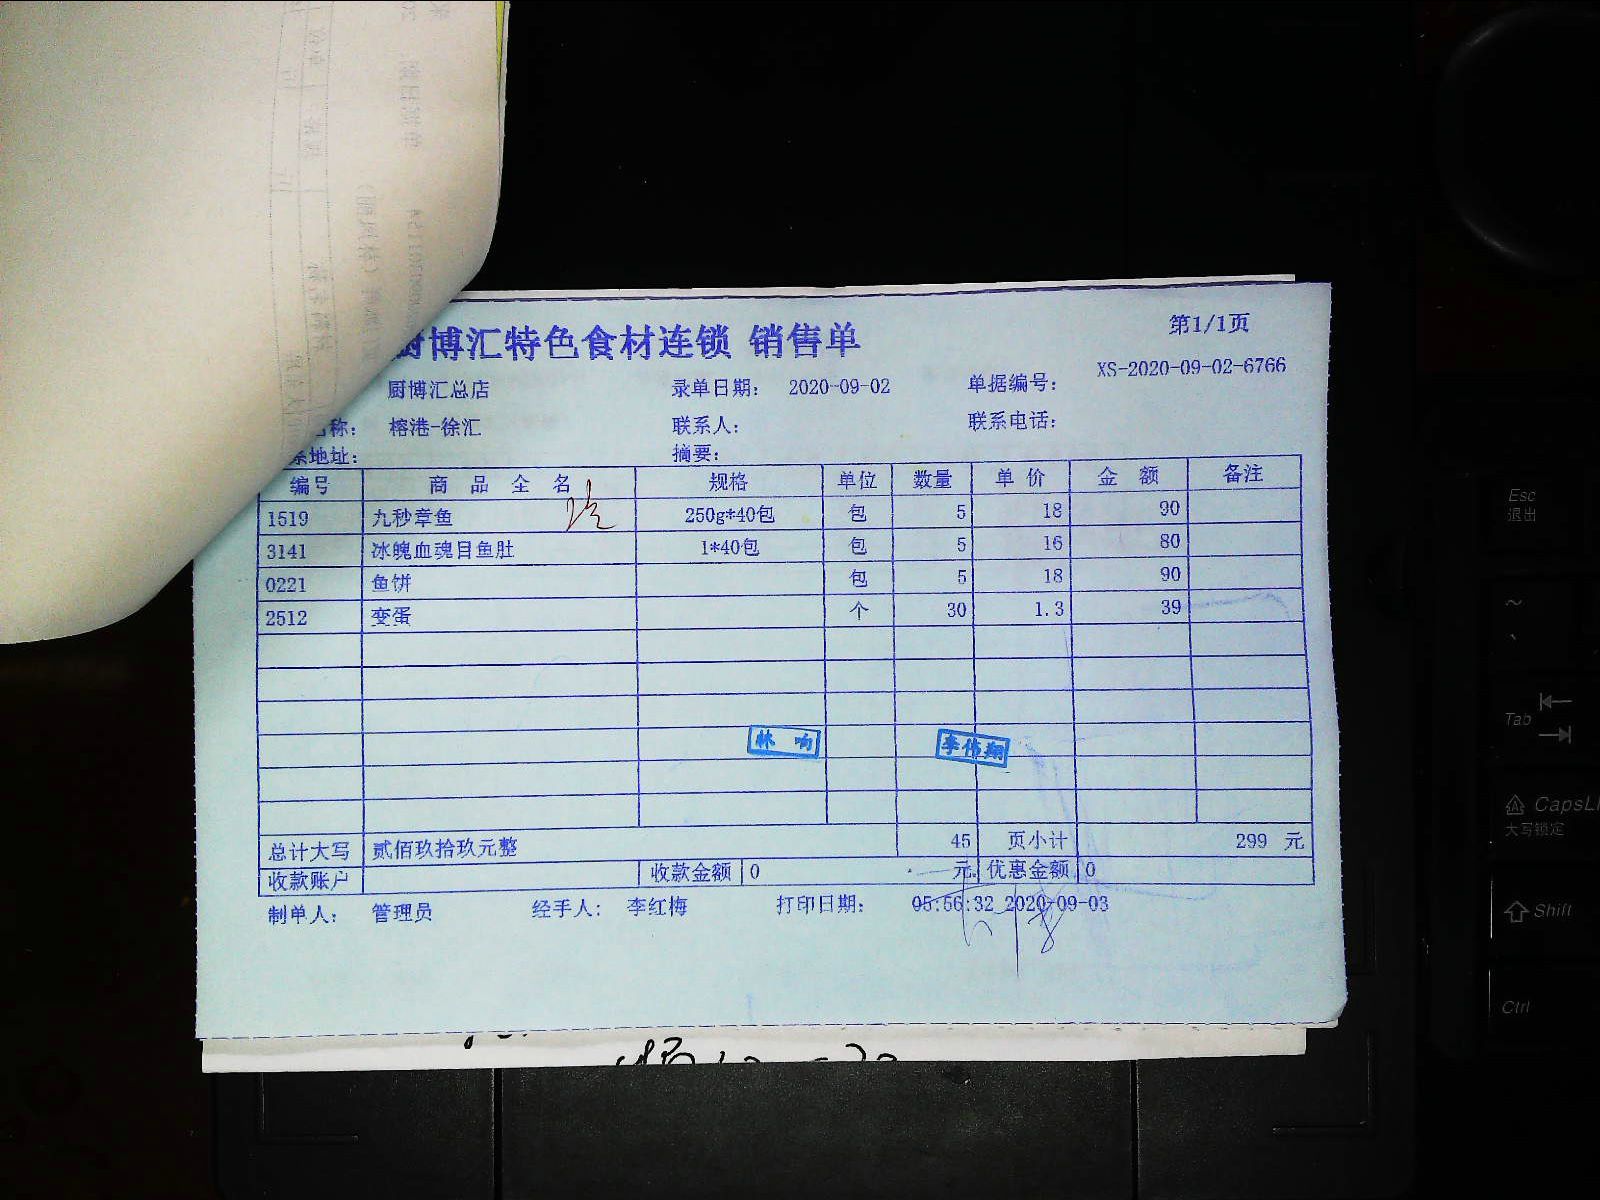 厨博汇特色食材连锁 销售单
第1/1页
厨博汇总店 录单日期: 2020-09-02 单据编号: XS-2020-09-02-6766
名称: 榕港-徐汇 联系人: 联系电话:
系地址: 摘要:
编号 商品全名 规格 单位 数量 单价 金额 备注
1519 九秒章鱼 250g*40包 包 5 18 90
3141 冰魄血魂目鱼肚 1*40包 包 5 16 80
0221 鱼饼 包 5 18 90
2512 变蛋 个 30 1.3 39
林响 李伟翔
总计大写 贰佰玖拾玖元整 45 页小计 299 元
收款账户 收款金额 0 元 优惠金额 0
制单人: 管理员 经手人: 李红梅 打印日期: 05:56:32 2020-09-03
Esc
退出
~
Tab
CapsL
大写锁定
Shift
Ctrl